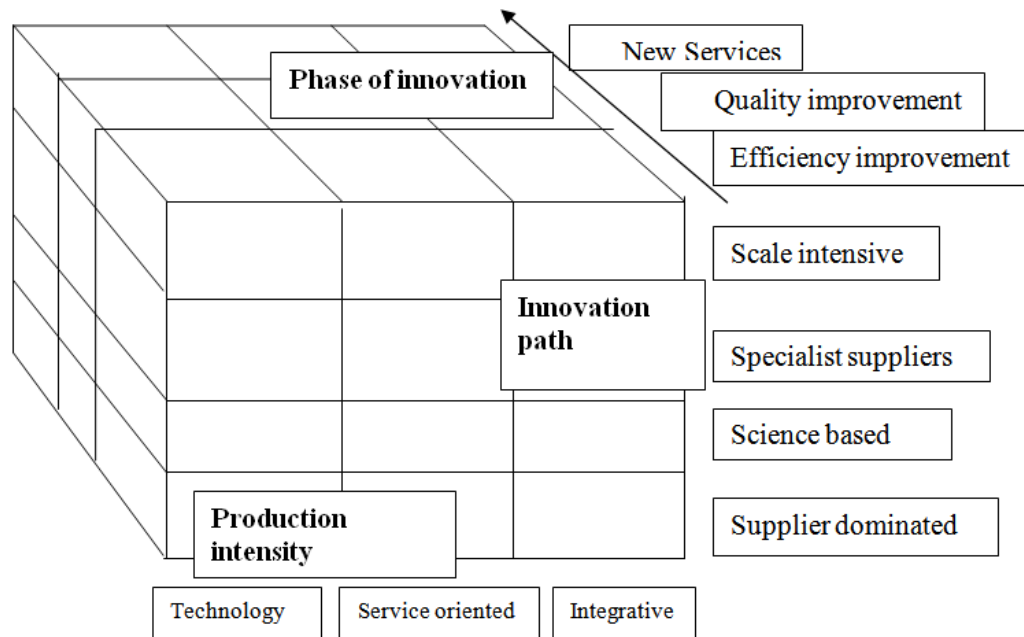 New Services
Phase of innovation
Quality improvement
Efficiency improvement
Scale intensive
Innovation
path
Specialist suppliers
Science based
Production
intensity
Supplier dominated
Technology
Service oriented
Integrative